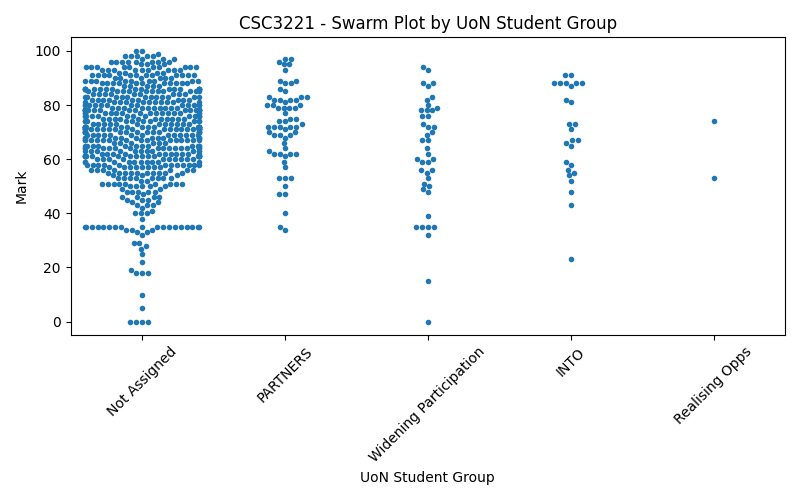 CSC3221 - Swarm Plot by UoN Student Group
100
80
60
40
20
0
Mark
Not Assigned
PARTNERS
Widening Participation
INTO
Realising Opps
UoN Student Group